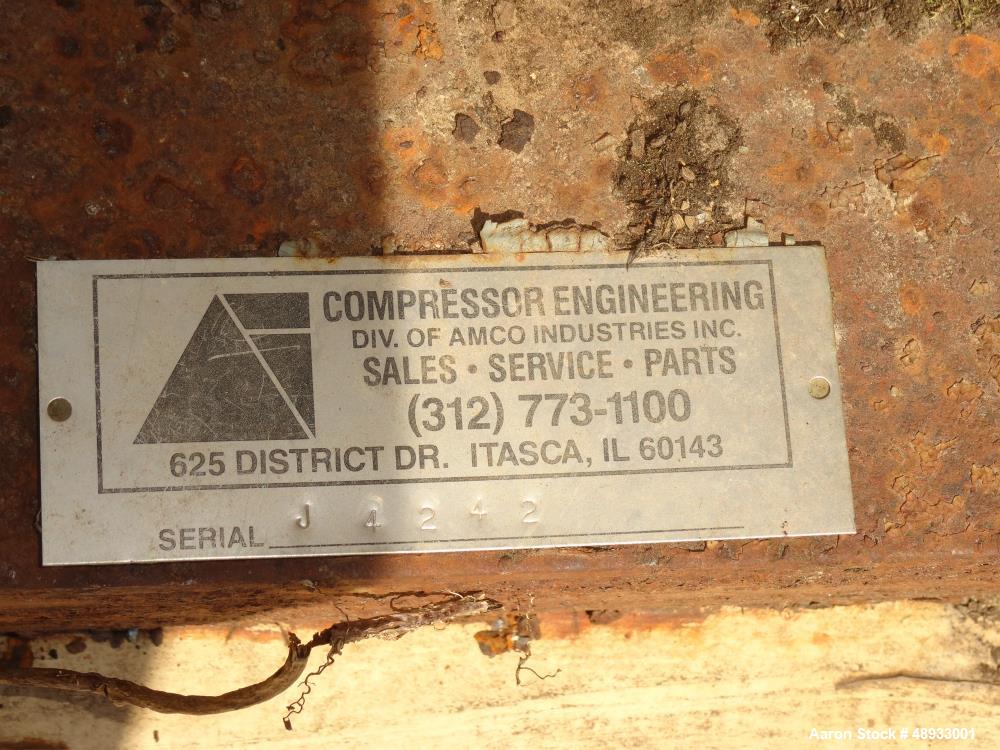 COMPRESSOR ENGINEERING
DIV. OF AMCO INDUSTRIES INC.
SALES • SERVICE • PARTS
(312) 773-1100
625 DISTRICT DR. ITASCA, IL 60143
SERIAL J 4242
Aaron Stock # 48933001